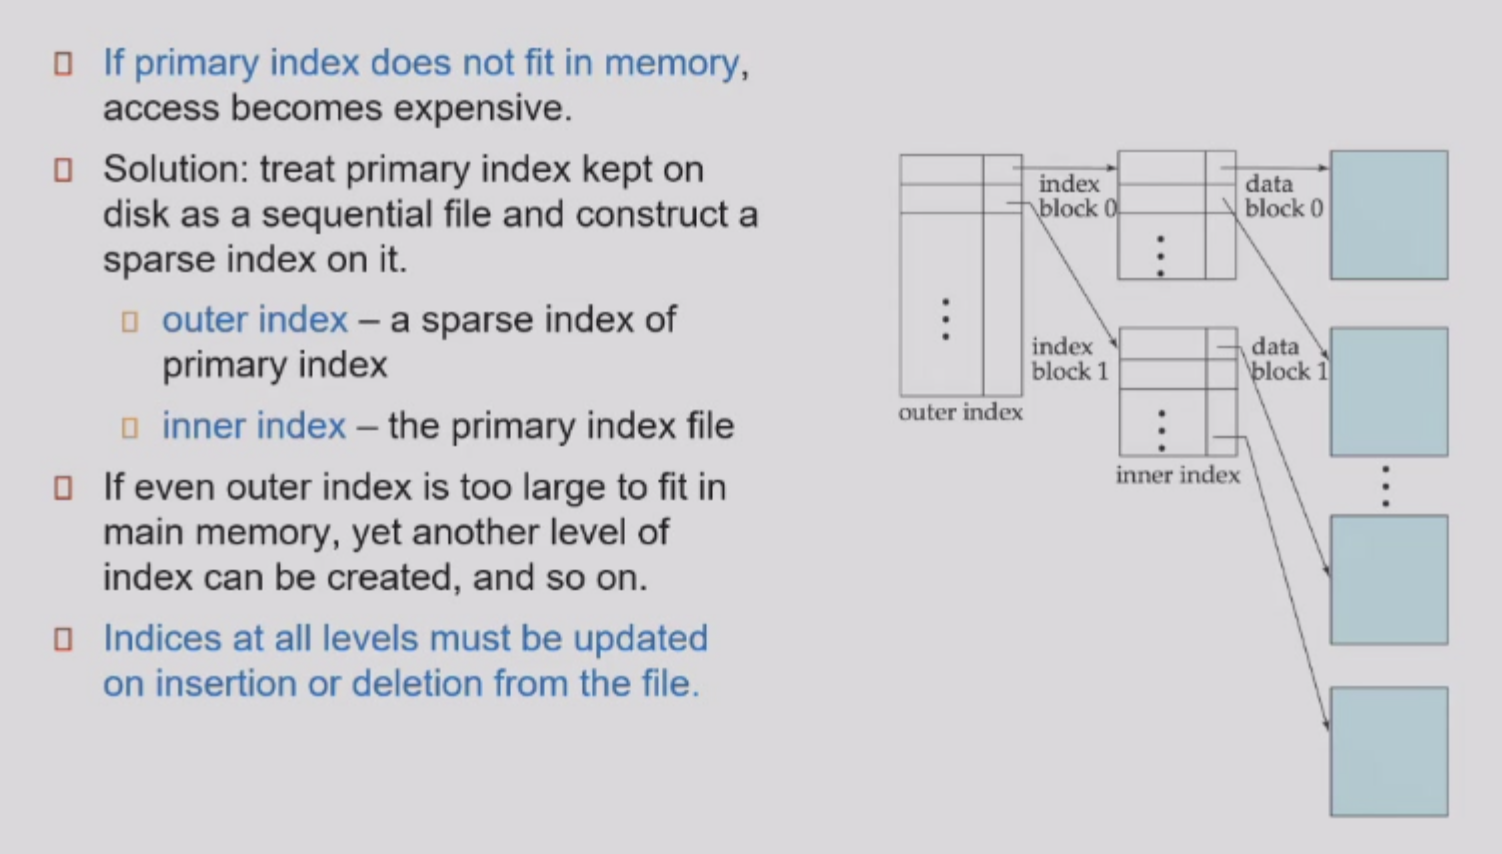 If primary index does not fit in memory,
access becomes expensive.
Solution: treat primary index kept on
disk as a sequential file and construct a
sparse index on it.
outer index – a sparse index of
primary index
inner index – the primary index file
If even outer index is too large to fit in
main memory, yet another level of
index can be created, and so on.
Indices at all levels must be updated
on insertion or deletion from the file.
index
block 0
data
block 0
index
block 1
data
block 1
outer index
inner index